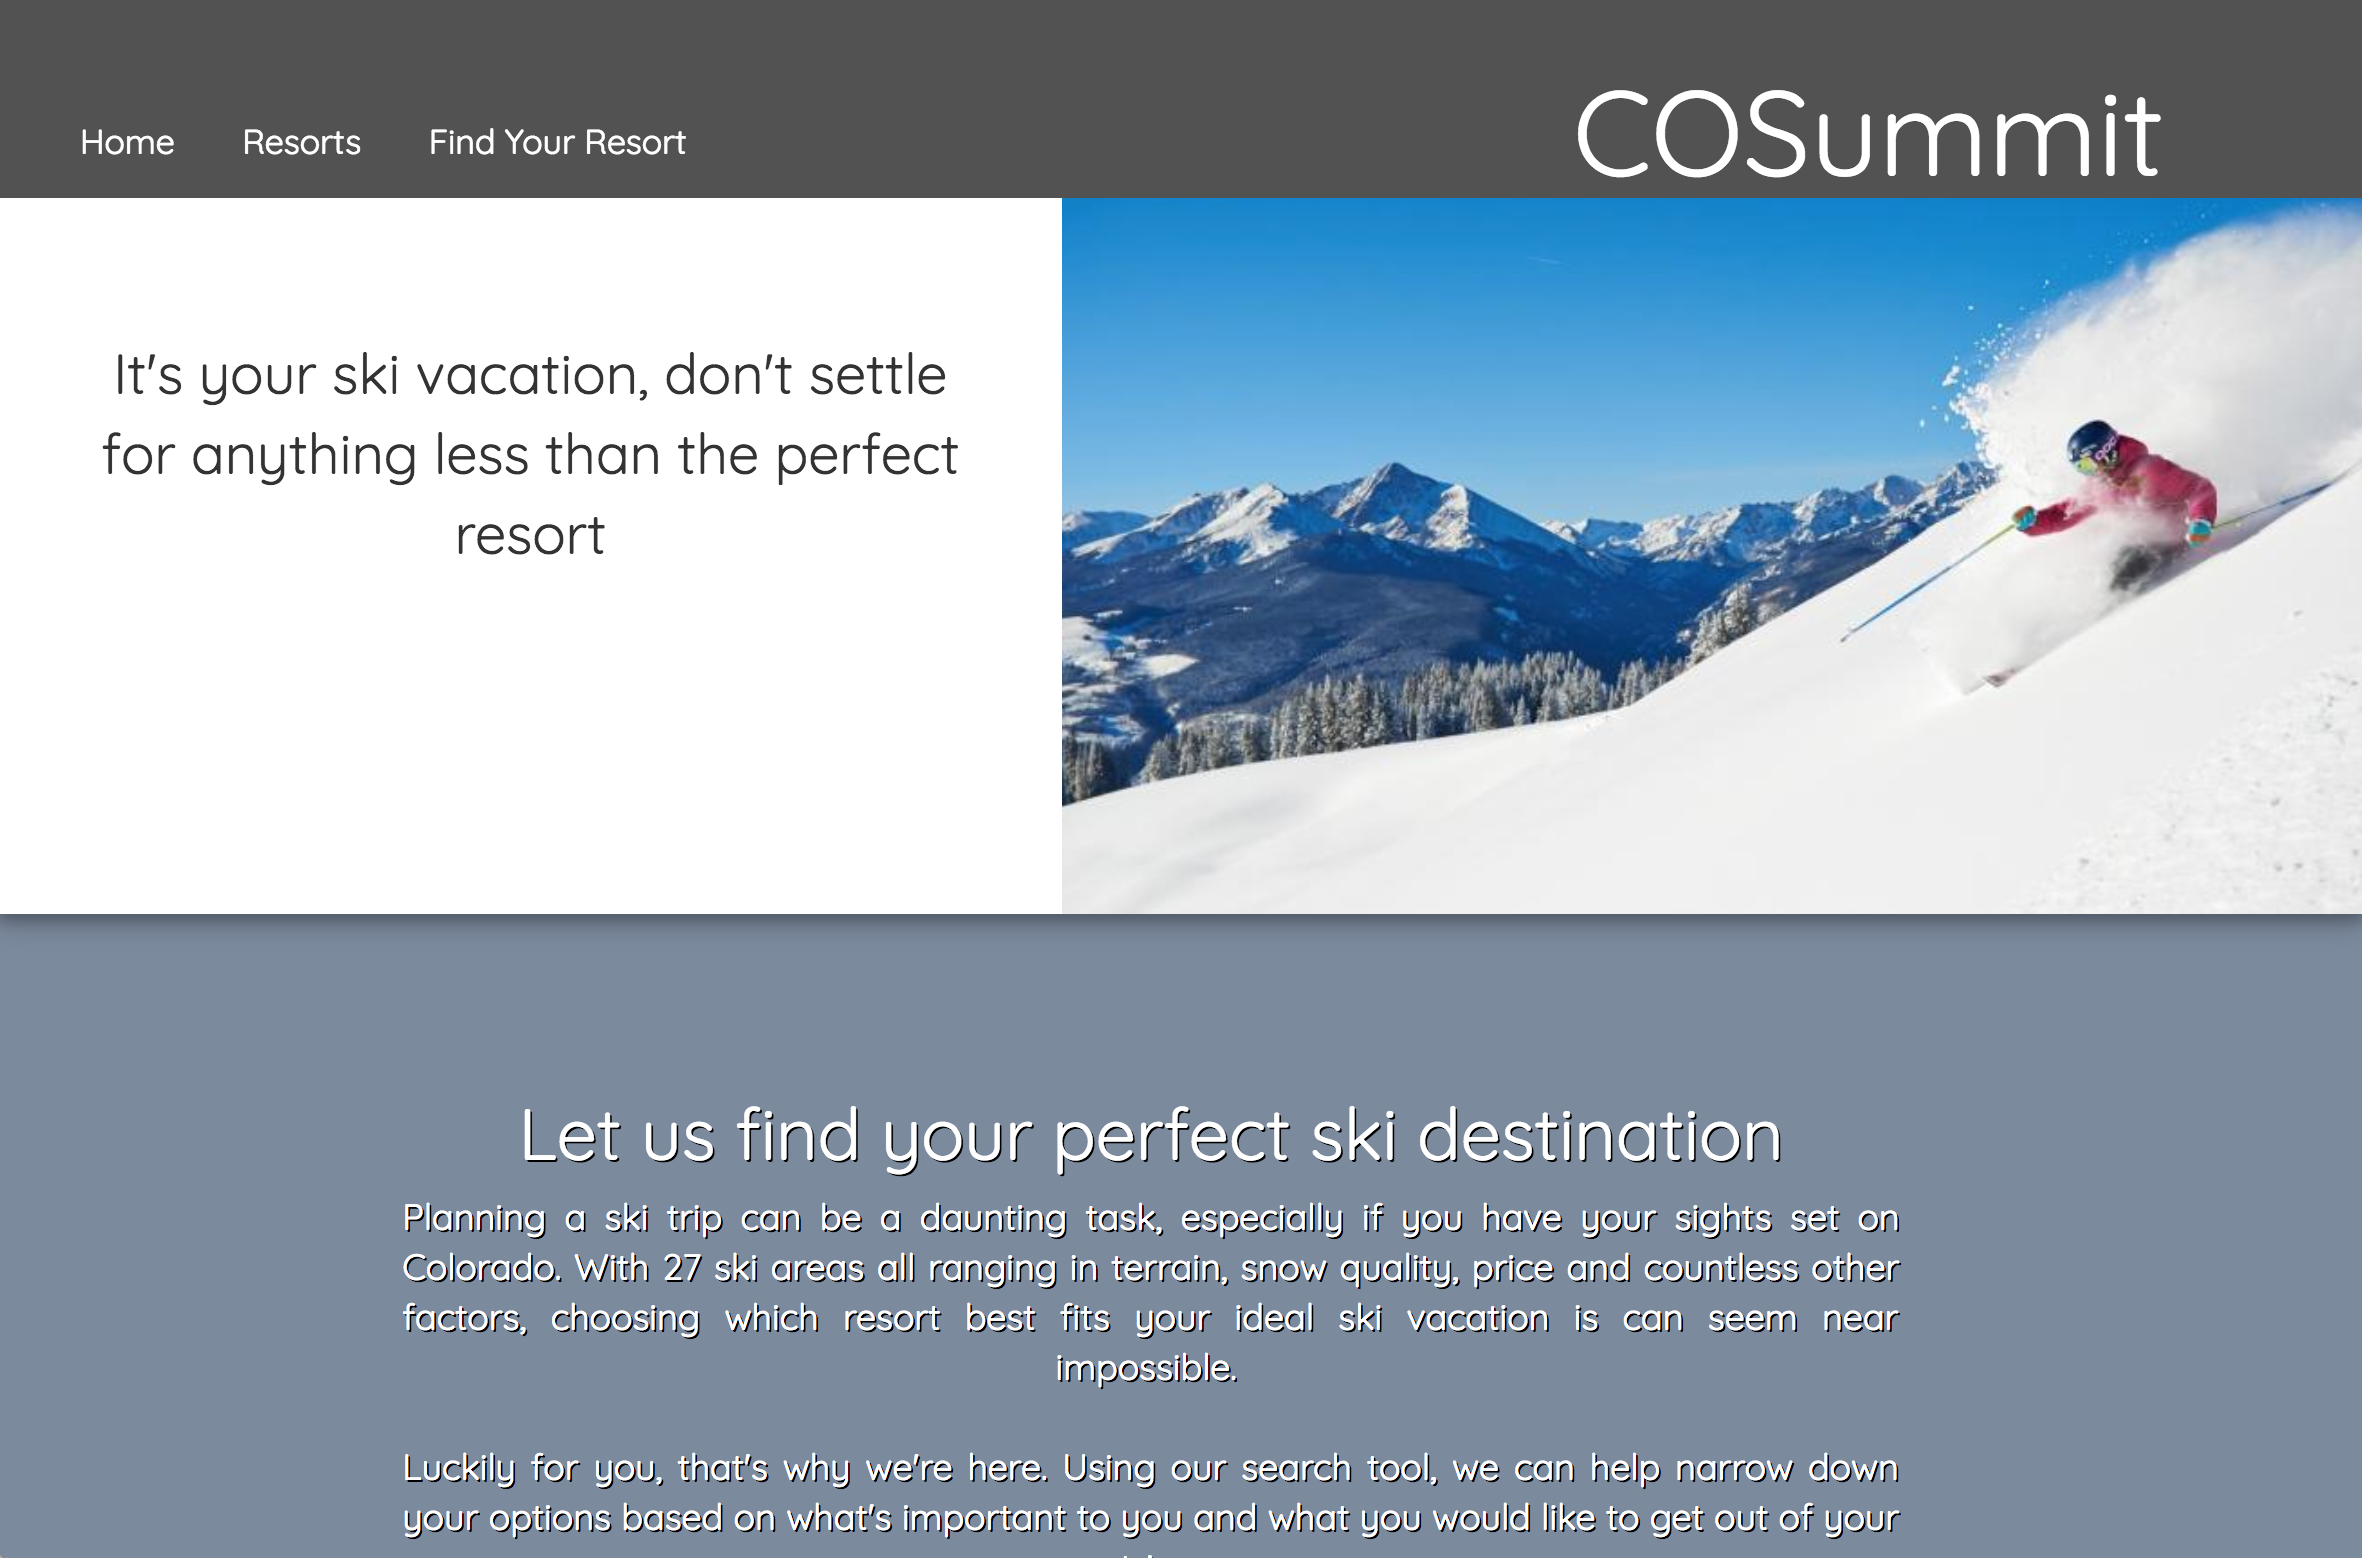 Home Resorts Find Your Resort COSummit
It's your ski vacation, don't settle
for anything less than the perfect
resort
Let us find your perfect ski destination
Planning a ski trip can be a daunting task, especially if you have your sights set on
Colorado. With 27 ski areas all ranging in terrain, snow quality, price and countless other
factors, choosing which resort best fits your ideal ski vacation is can seem near
impossible.
Luckily for you, that's why we're here. Using our search tool, we can help narrow down
your options based on what's important to you and what you would like to get out of your